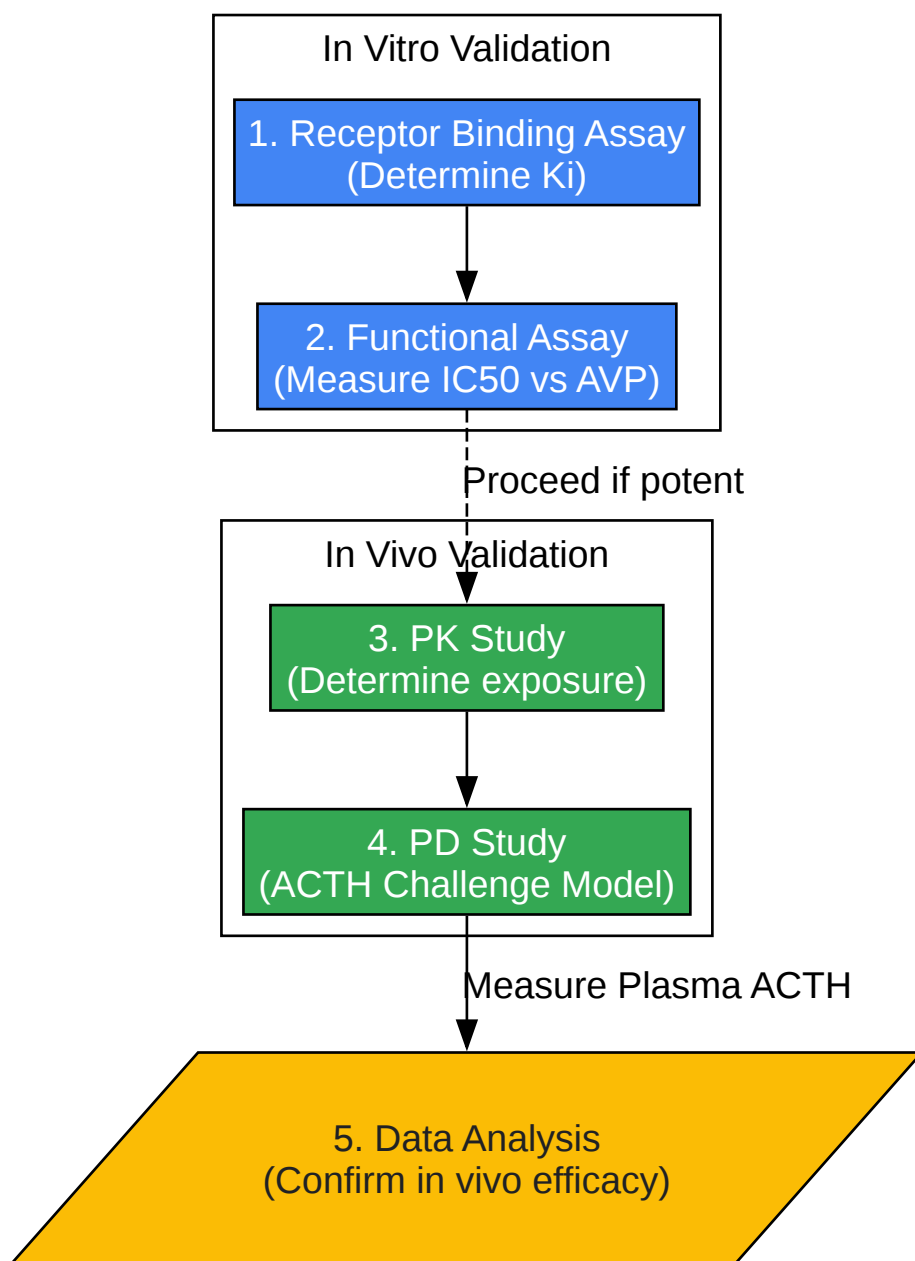 In Vitro Validation
1. Receptor Binding Assay
(Determine Ki)
2. Functional Assay
(Measure IC50 vs AVP)
Proceed if potent
In Vivo Validation
3. PK Study
(Determine exposure)
4. PD Study
(ACTH Challenge Model)
Measure Plasma ACTH
5. Data Analysis
(Confirm in vivo efficacy)